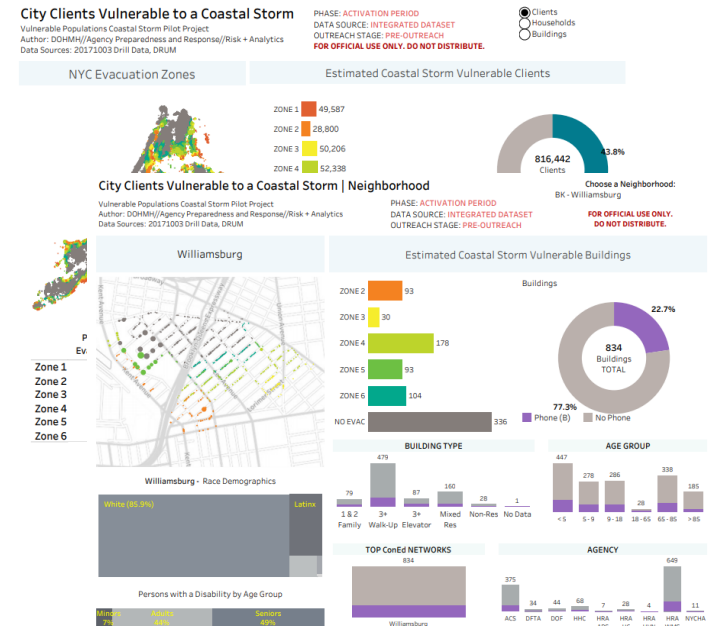 City Clients Vulnerable to a Coastal Storm
Vulnerable Populations Coastal Storm Pilot Project
Author: DOHMH//Agency Preparedness and Response//Risk + Analytics
Data Sources: 20171003 Drill Data, DRUM
PHASE: ACTIVATION PERIOD
DATA SOURCE: INTEGRATED DATASET
OUTREACH STAGE: PRE-OUTREACH
FOR OFFICIAL USE ONLY. DO NOT DISTRIBUTE.
Clients
Households
Buildings
NYC Evacuation Zones
Estimated Coastal Storm Vulnerable Clients
ZONE 1 49,587
ZONE 2 28,800
ZONE 3 50,206
ZONE 4 52,338
816,442
Clients
43.8%
P
Ev
Zone 1
Zone 2
Zone 3
Zone 4
Zone 5
Zone 6
City Clients Vulnerable to a Coastal Storm | Neighborhood
Vulnerable Populations Coastal Storm Pilot Project
Author: DOHMH//Agency Preparedness and Response//Risk + Analytics
Data Sources: 20171003 Drill Data, DRUM
PHASE: ACTIVATION PERIOD
DATA SOURCE: INTEGRATED DATASET
OUTREACH STAGE: PRE-OUTREACH
Choose a Neighborhood:
BK - Williamsburg
FOR OFFICIAL USE ONLY.
DO NOT DISTRIBUTE.
Williamsburg
Estimated Coastal Storm Vulnerable Buildings
ZONE 2 93
ZONE 3 30
ZONE 4 178
ZONE 5 93
ZONE 6 104
NO EVAC 336
Buildings
22.7%
834
Buildings
TOTAL
77.3%
Phone (B) No Phone
BUILDING TYPE
79 479 87 160 28 1
1 & 2 3+ 3+ Mixed Non-Res No Data
Family Walk-Up Elevator Res
AGE GROUP
447 278 286 28 338 185
< 5 5 - 9 9 - 18 18 - 65 65 - 85 > 85
Williamsburg - Race Demographics
White (85.9%) Latinx
Persons with a Disability by Age Group
Minors Adults Seniors
7% 44% 49%
TOP ConEd NETWORKS
834
Williamsburg
AGENCY
375 34 44 68 7 28 4 649 11
ACS DFTA DOF HHC HRA HRA HRA HRA NYCHA